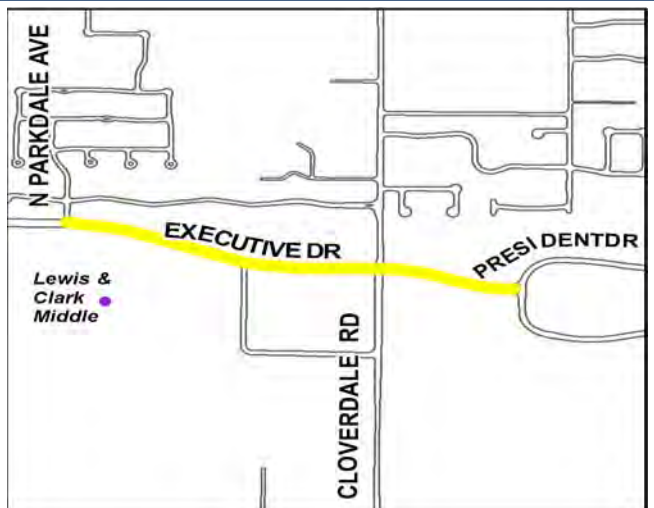 N PARKDALE AVE
EXECUTIVE DR
PRESI DENTDR
Lewis &
Clark
Middle
CLOVERDALE RD